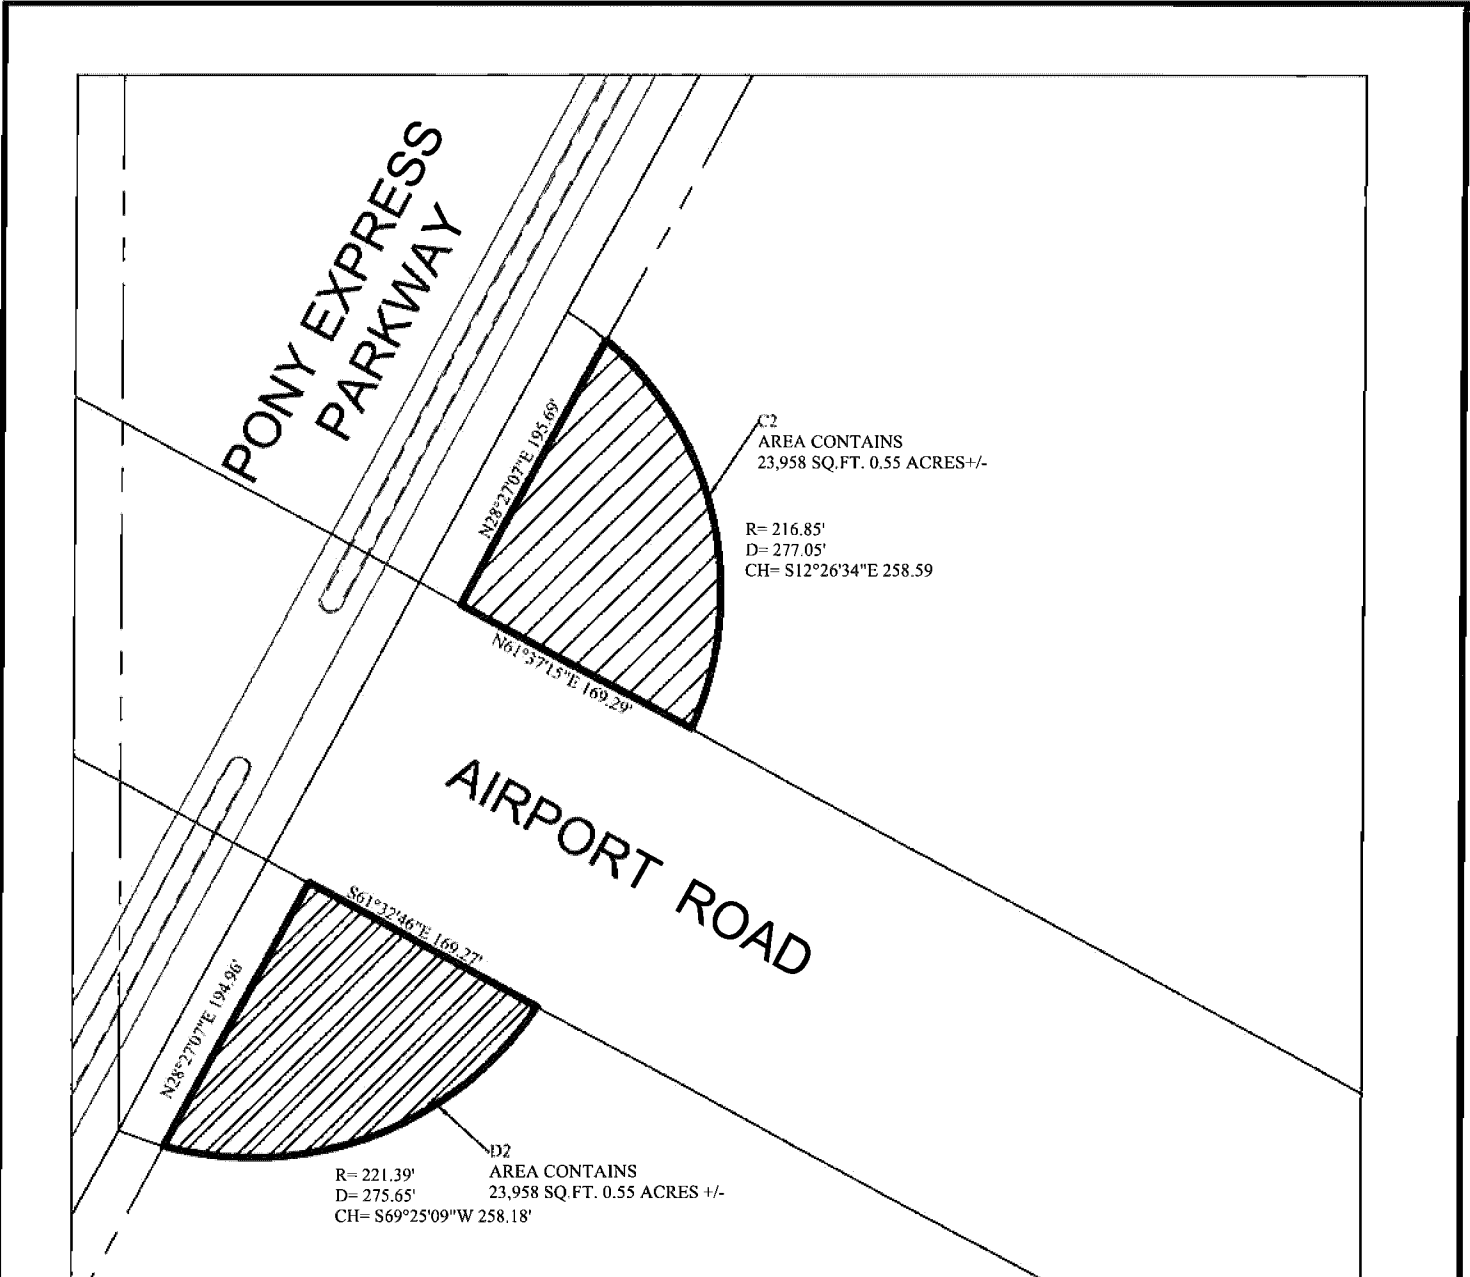 PONY EXPRESS
PARKWAY
N28°27'07"E 195.69'
C2
AREA CONTAINS
23,958 SQ.FT. 0.55 ACRES+/-
R= 216.85'
D= 277.05'
CH= S12°26'34"E 258.59
N61°37'15"E 169.29'
AIRPORT ROAD
S61°32'46"E 169.27'
N28°27'07"E 194.96'
D2
AREA CONTAINS
23,958 SQ.FT. 0.55 ACRES +/-
R= 221.39'
D= 275.65'
CH= S69°25'09"W 258.18'